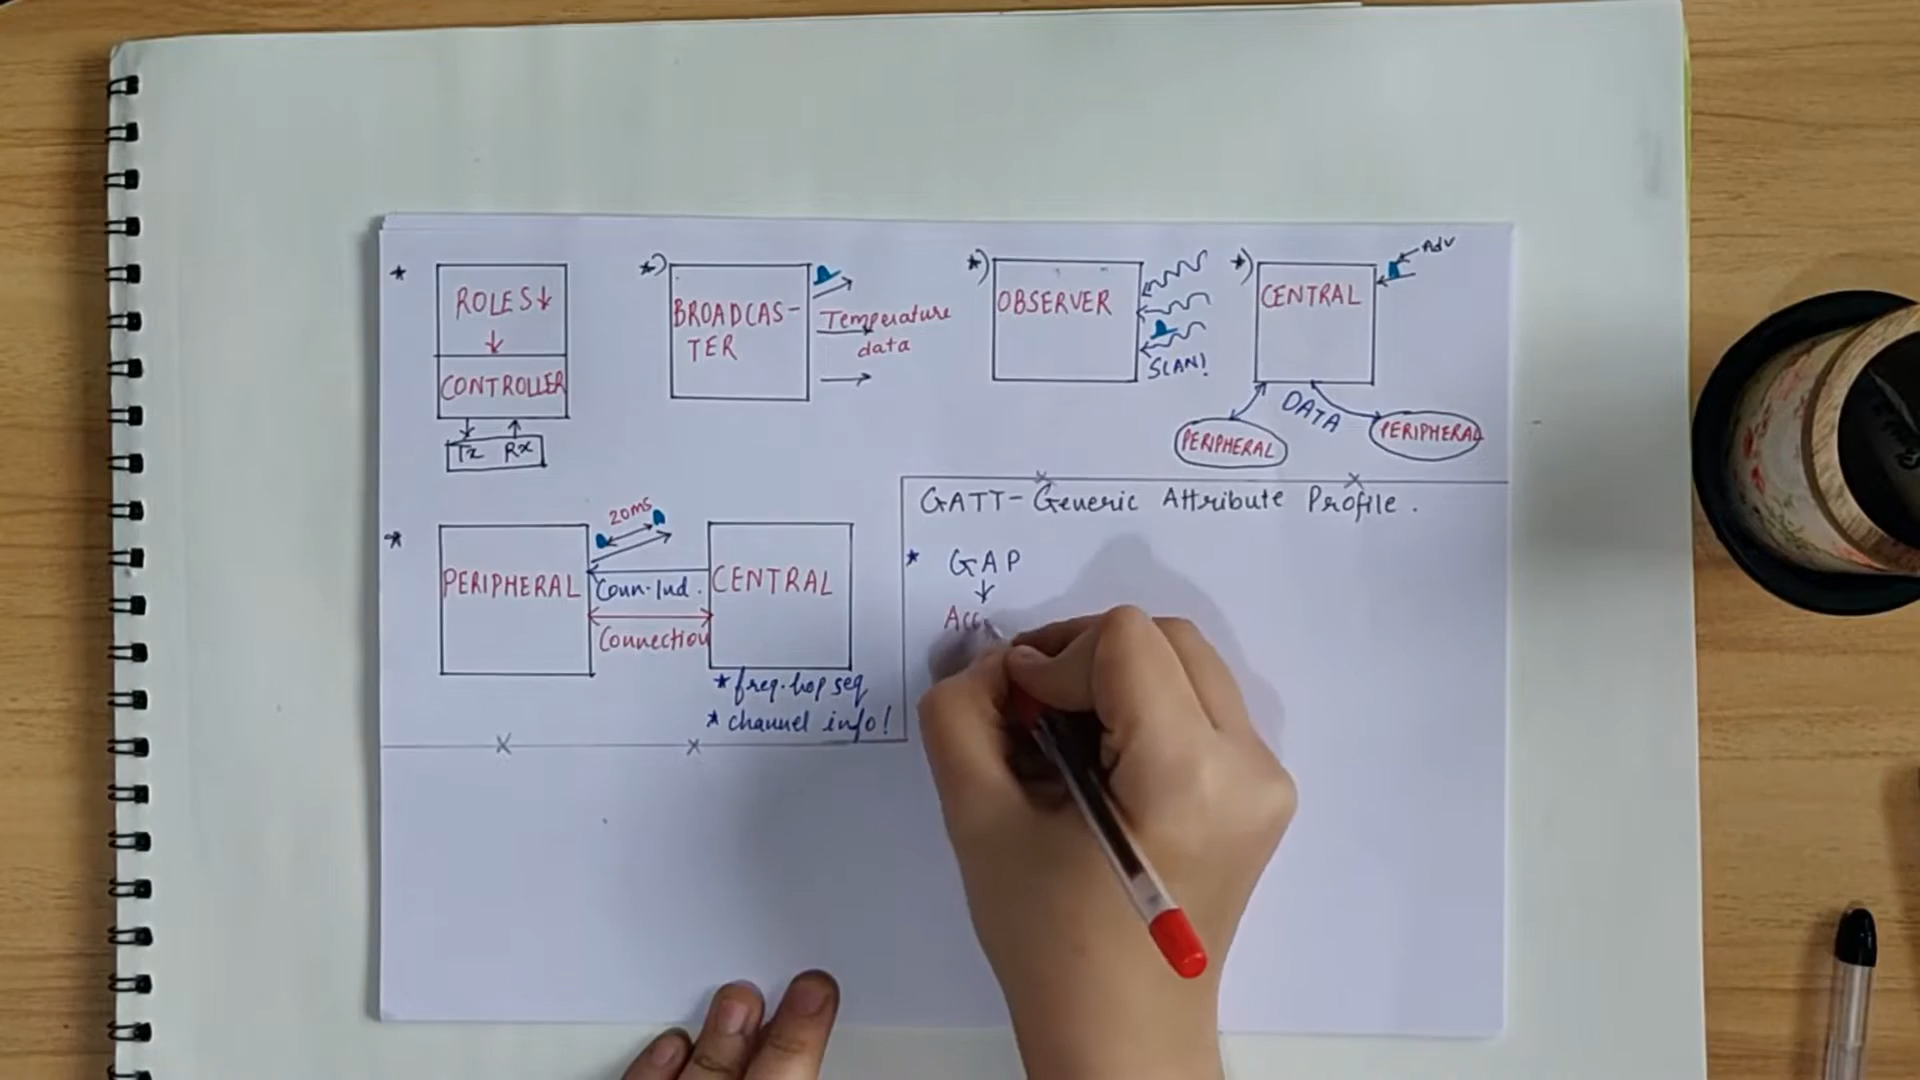 ROLES↓
↓
CONTROLLER
Tx Rx
BROADCAS-
TER
Temperature
data
OBSERVER
SCAN!
CENTRAL
Adv
DATA
PERIPHERAL
PERIPHERAL
PERIPHERAL
20ms
Conn-Ind.
Connection
CENTRAL
* freq. hop seq
* channel info!
GATT - Generic Attribute Profile.
* GAP
↓